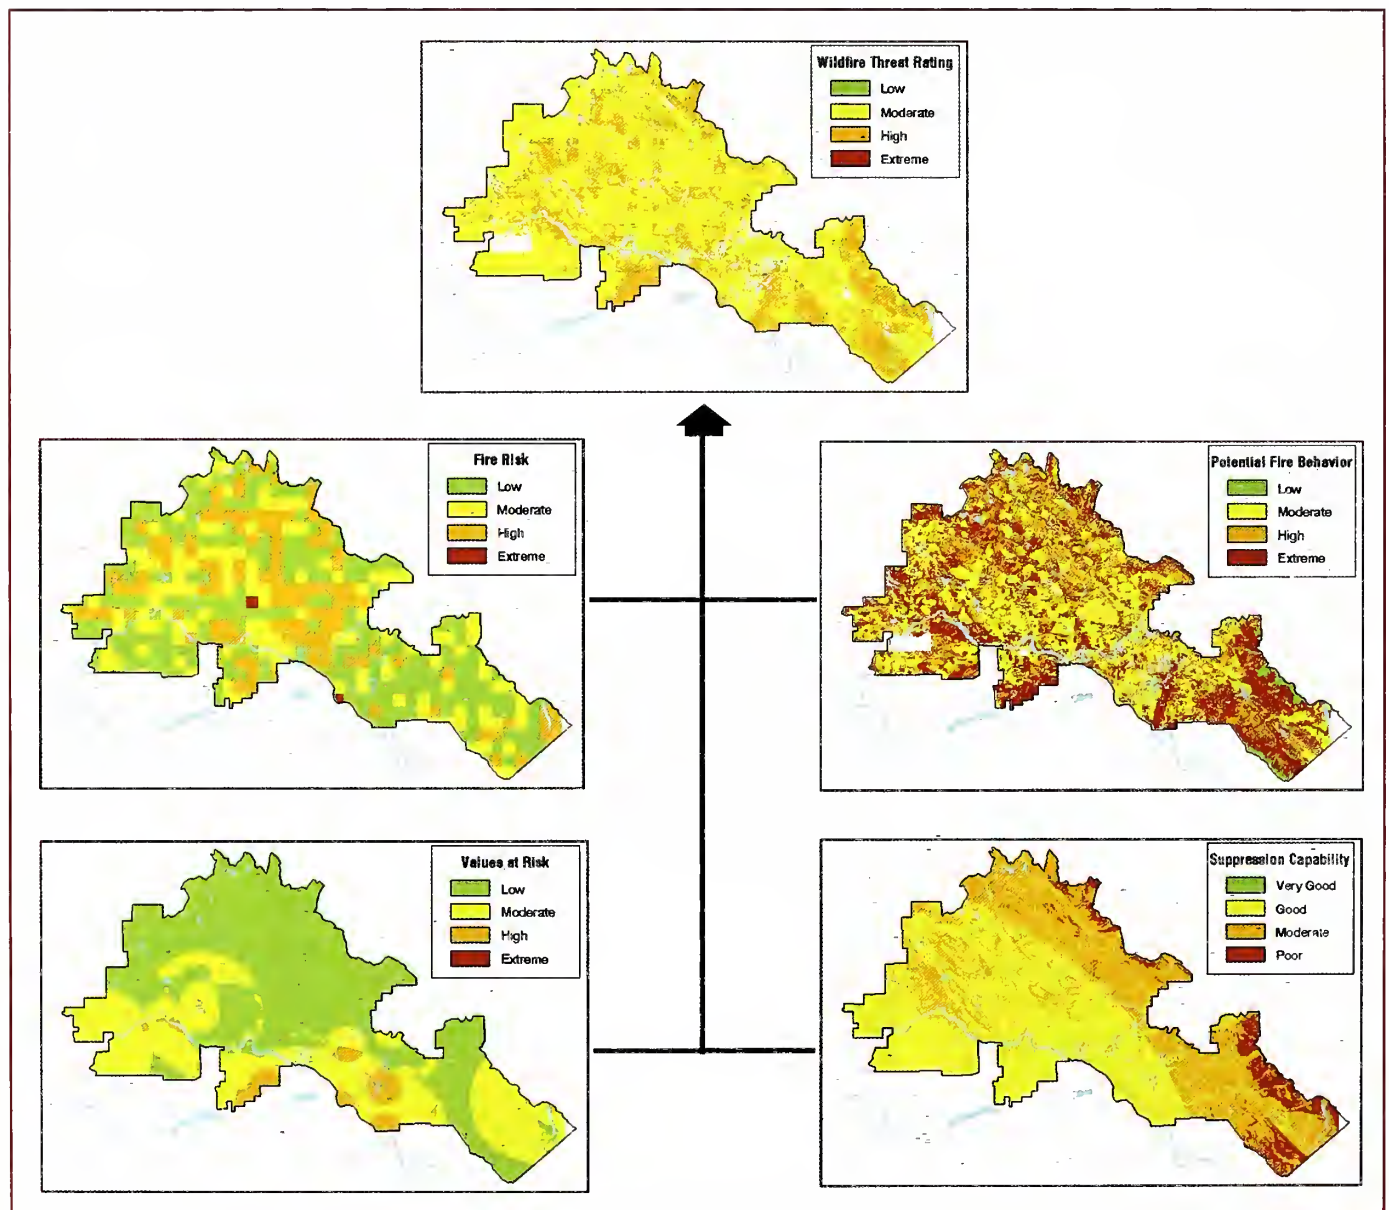 Wildfire Threat Rating
Low
Moderate
High
Extreme
Fire Risk
Low
Moderate
High
Extreme
Potential Fire Behavior
Low
Moderate
High
Extreme
Values at Risk
Low
Moderate
High
Extreme
Suppression Capability
Very Good
Good
Moderate
Poor